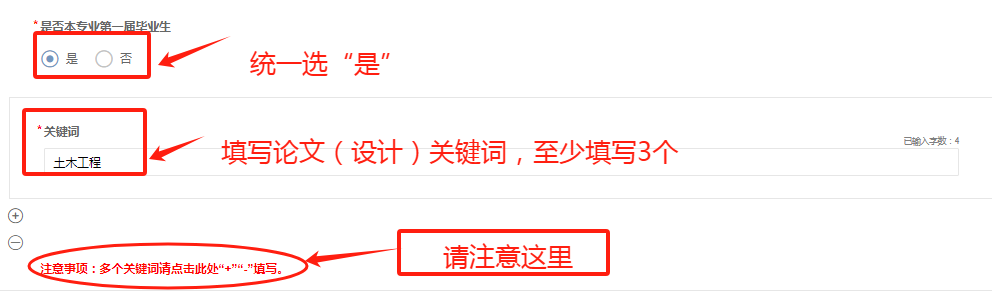 *是否本专业第一届毕业生
是 否
统一选“是”
*关键词
已输入字数：4
土木工程
填写论文（设计）关键词，至少填写3个
请注意这里
注意事项：多个关键词请点击此处“+”“-”填写。